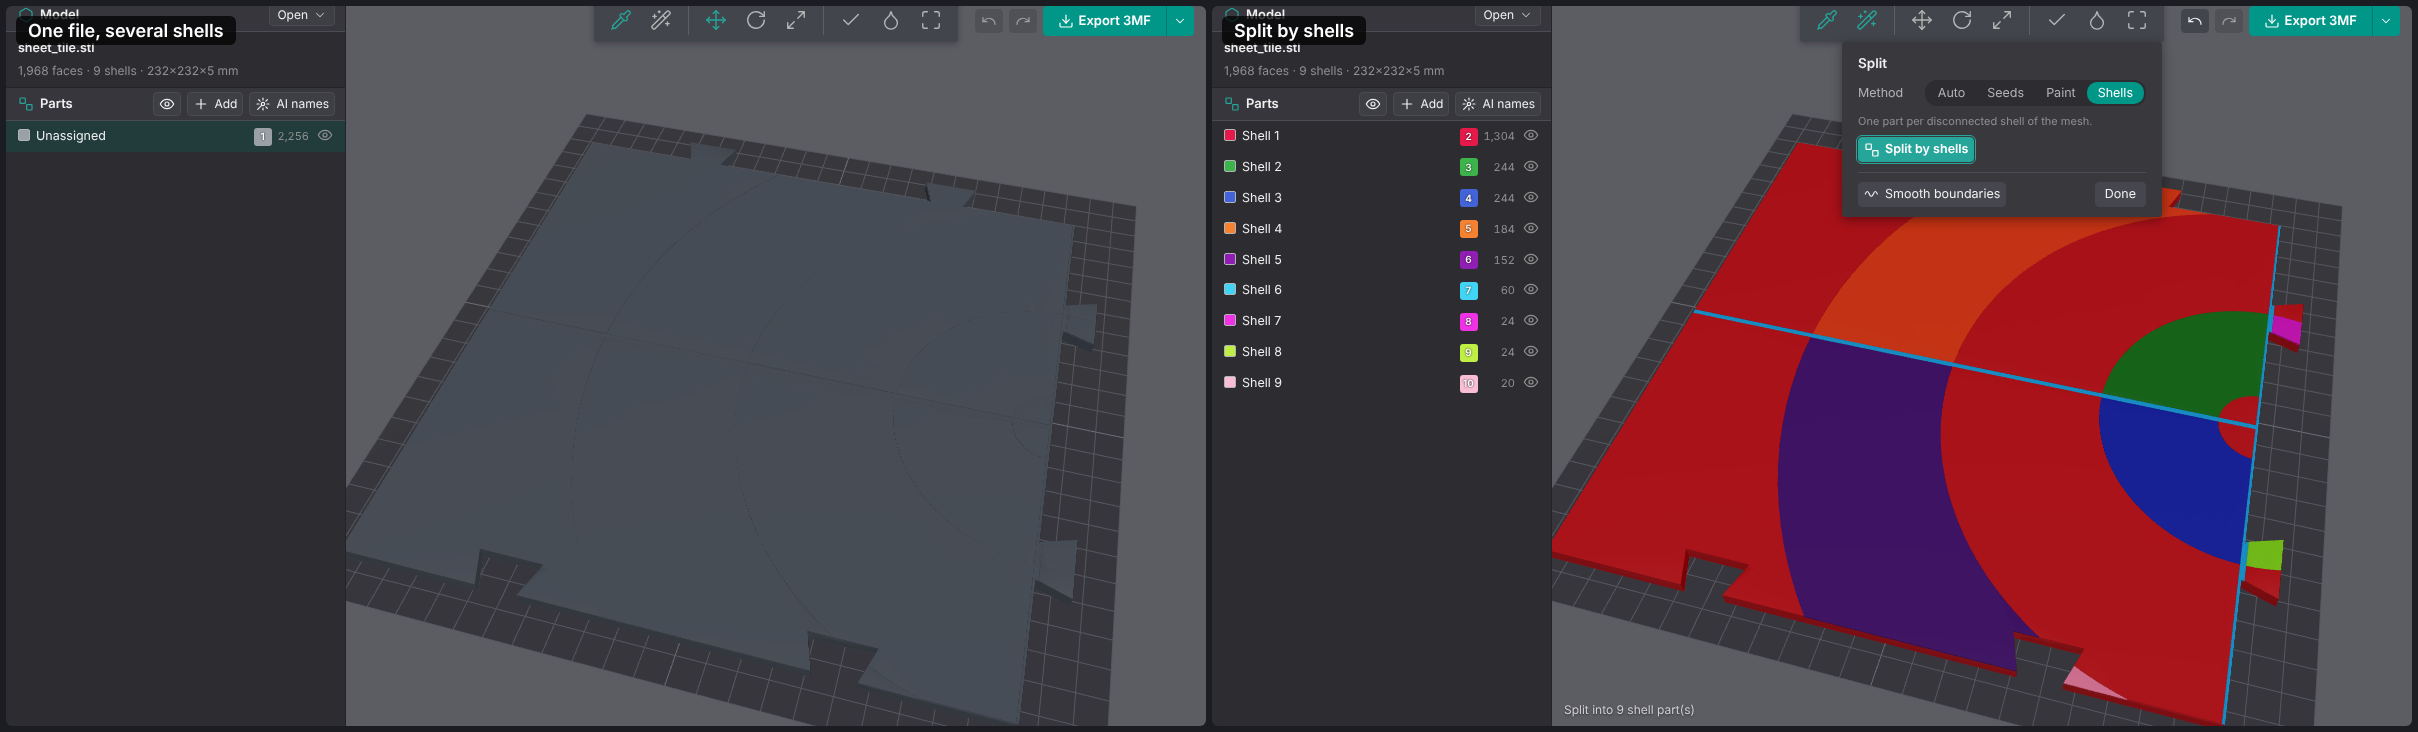 Model
Open
One file, several shells
sheet_tile.stl
1,968 faces · 9 shells · 232×232×5 mm
Parts
Add
AI names
Unassigned
1
2,256
Export 3MF
Model
Open
Split by shells
sheet_tile.stl
1,968 faces · 9 shells · 232×232×5 mm
Parts
Add
AI names
Shell 1 2 1,304
Shell 2 3 244
Shell 3 4 244
Shell 4 5 184
Shell 5 6 152
Shell 6 7 60
Shell 7 8 24
Shell 8 9 24
Shell 9 10 20
Export 3MF
Split
Method Auto Seeds Paint Shells
One part per disconnected shell of the mesh.
Split by shells
Smooth boundaries Done
Split into 9 shell part(s)